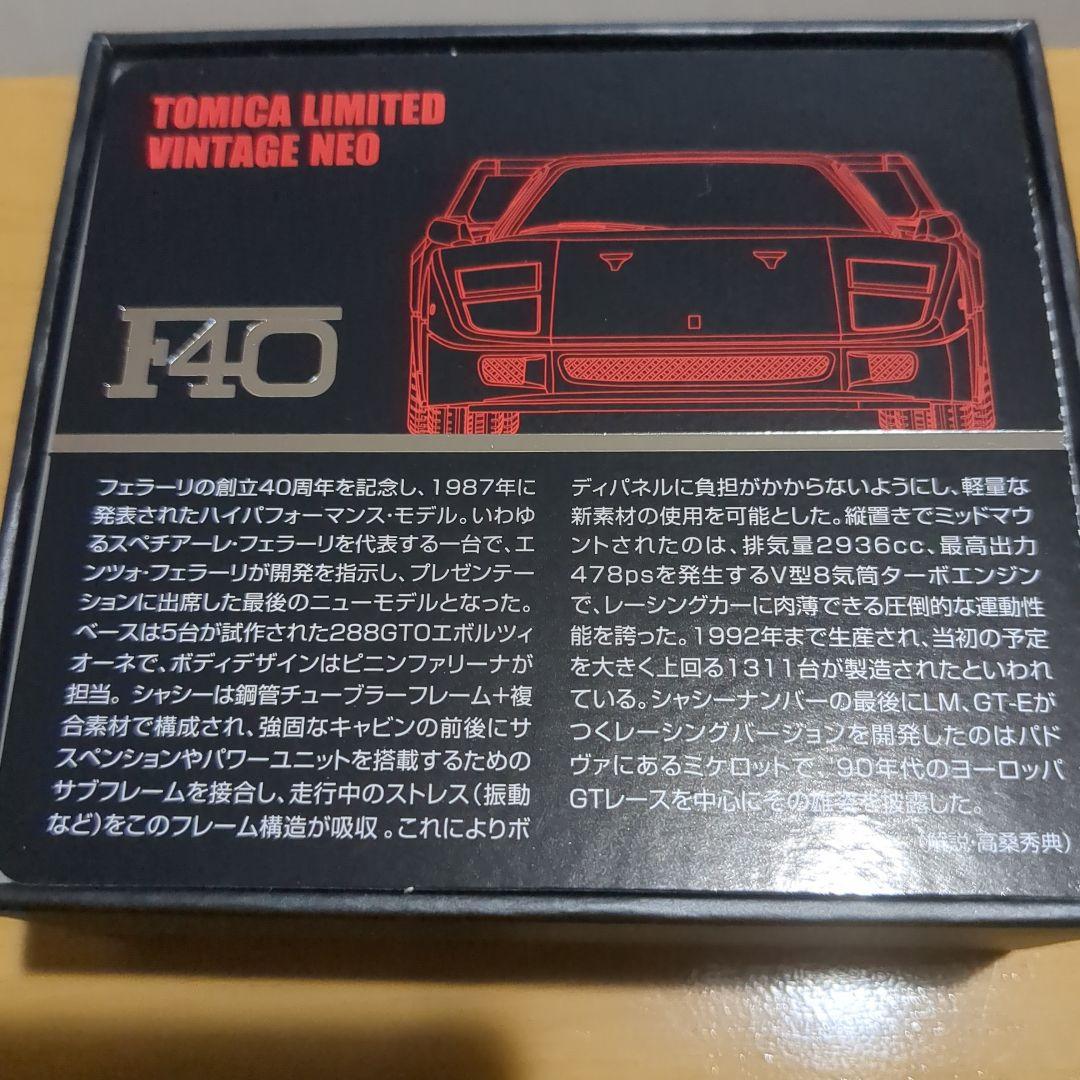 TOMICA LIMITED
VINTAGE NEO
F40
フェラーリの創立40周年を記念し、1987年に
発表されたハイパフォーマンス・モデル。いわゆ
るスペチアーレ・フェラーリを代表する一台で、エ
ンツォ・フェラーリが開発を指示し、プレゼンテー
ションに出席した最後のニューモデルとなった。
ベースは5台が試作された288GTOエボルツィ
オーネで、ボディデザインはピニンファリーナが
担当。シャシーは鋼管チューブラーフレーム+複
合素材で構成され、強固なキャビンの前後にサ
スペンションやパワーユニットを搭載するための
サブフレームを接合し、走行中のストレス(振動
など)をこのフレーム構造が吸収。これによりボ
ディパネルに負担がかからないようにし、軽量な
新素材の使用を可能とした。縦置きでミッドマウ
ントされたのは、排気量2936cc、最高出力
478psを発生するV型8気筒ターボエンジン
で、レーシングカーに肉薄できる圧倒的な運動性
能を誇った。1992年まで生産され、当初の予定
を大きく上回る1311台が製造されたといわれ
ている。シャシーナンバーの最後にLM、GT-Eが
つくレーシングバージョンを開発したのはパド
ヴァにあるミケロットで、90年代のヨーロッパ
GTレースを中心にその雄姿を披露した。
(解説・高桑秀典)